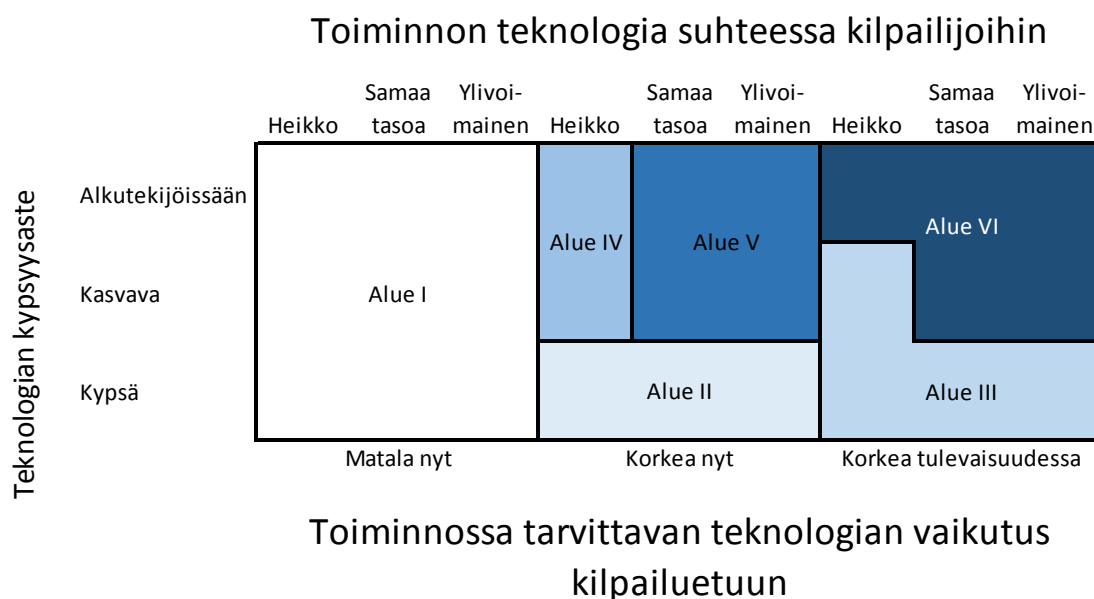 Toiminnon teknologia suhteessa kilpailijoihin
Heikko Samaa tasoa Ylivoi- mainen Heikko Samaa tasoa Ylivoi- mainen Heikko Samaa tasoa Ylivoi- mainen
Teknologian kypsyysaste
Alkutekijöissään
Kasvava
Kypsä
Alue I
Alue IV
Alue V
Alue VI
Alue II
Alue III
Matala nyt
Korkea nyt
Korkea tulevaisuudessa
Toiminnossa tarvittavan teknologian vaikutus
kilpailuetuun